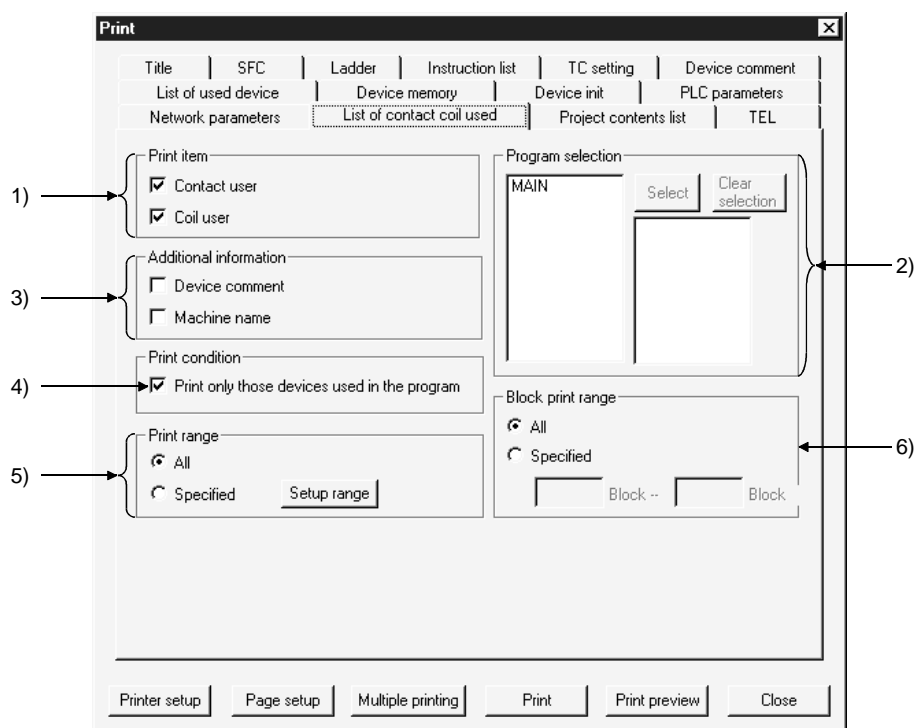 Print
Title SFC Ladder Instruction list TC setting Device comment
List of used device Device memory Device init PLC parameters
Network parameters List of contact coil used Project contents list TEL
1)
Print item
Contact user
Coil user
Program selection
MAIN
Select
Clear
selection
2)
3)
Additional information
Device comment
Machine name
4)
Print condition
Print only those devices used in the program
5)
Print range
All
Specified Setup range
Block print range
All
Specified
Block -- Block
6)
Printer setup Page setup Multiple printing Print Print preview Close